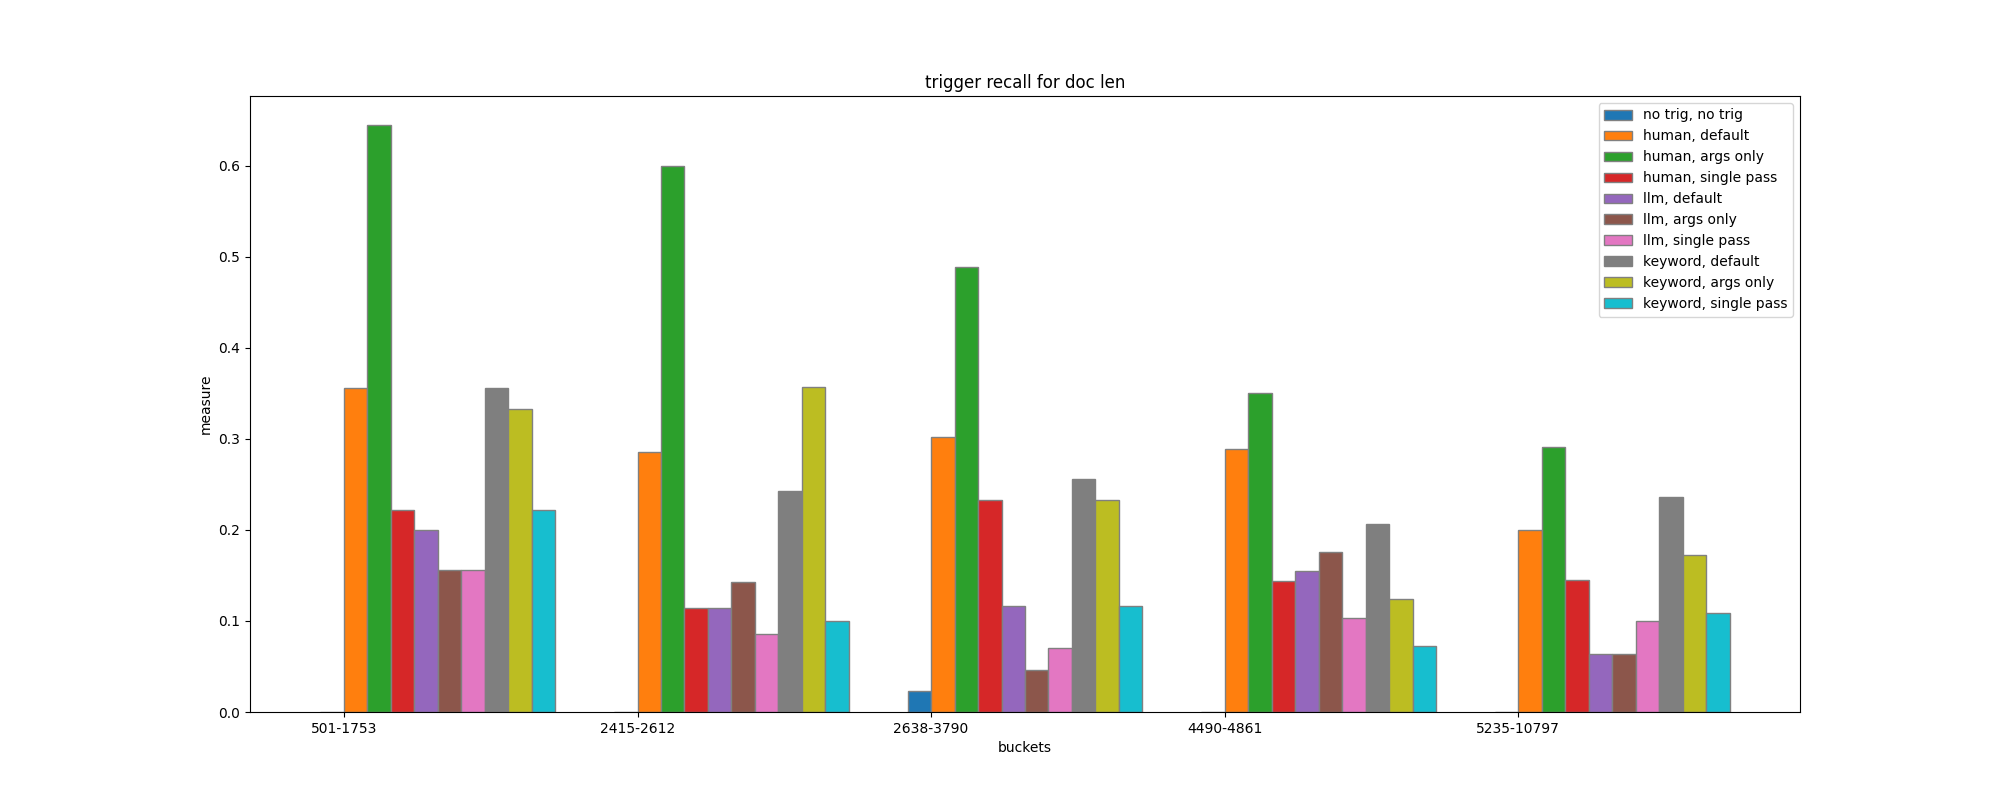 trigger recall for doc len
no trig, no trig
human, default
human, args only
human, single pass
llm, default
llm, args only
llm, single pass
keyword, default
keyword, args only
keyword, single pass
measure
0.6
0.5
0.4
0.3
0.2
0.1
0.0
501-1753
2415-2612
2638-3790
4490-4861
5235-10797
buckets